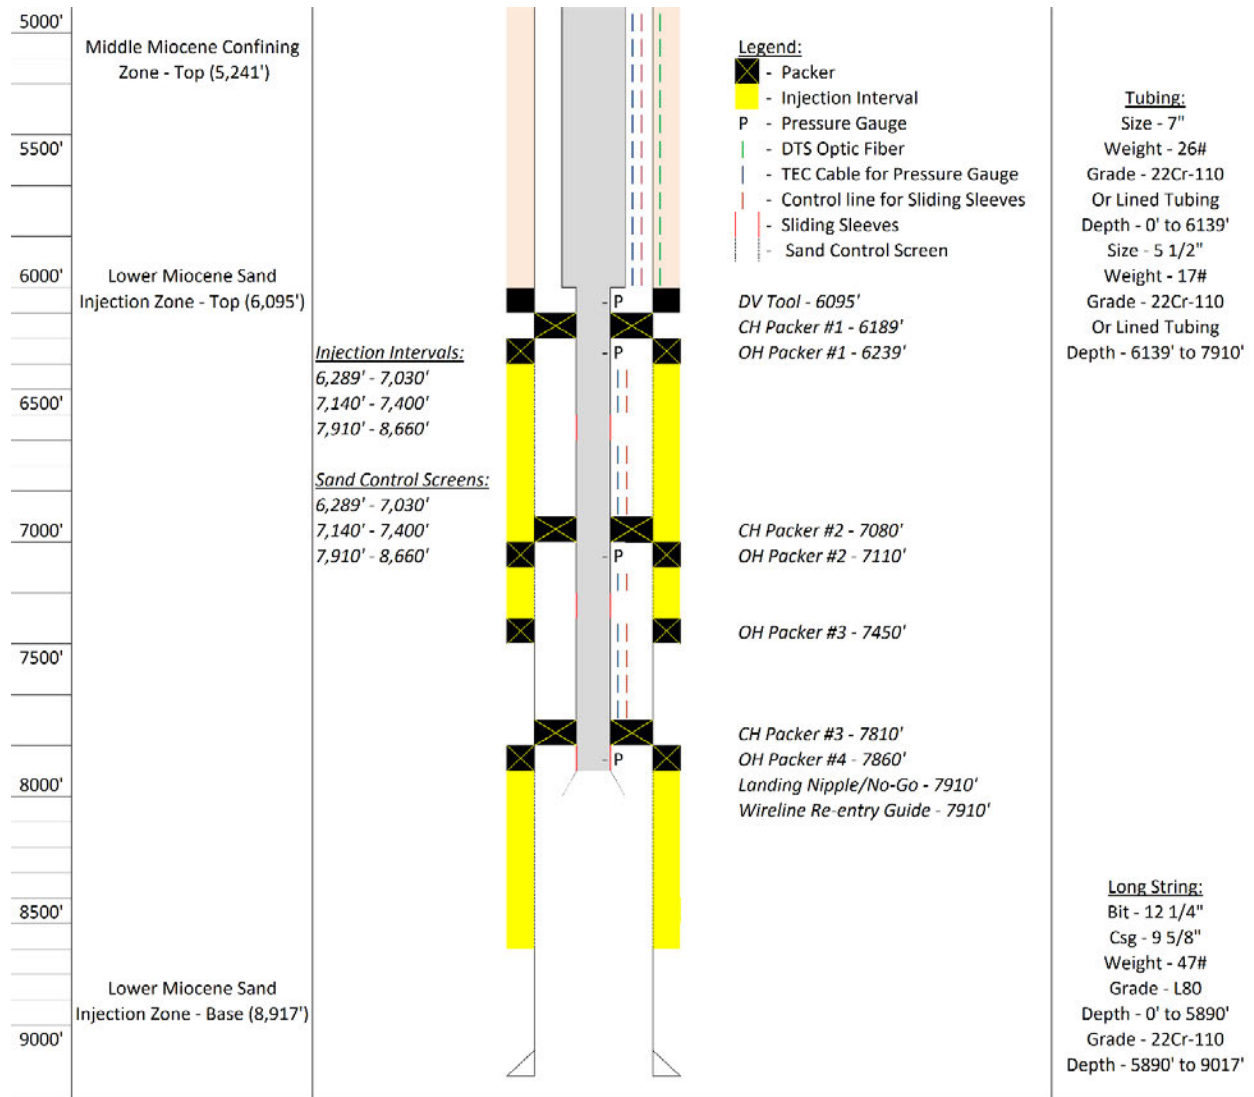 5000'
5500'
6000'
6500'
7000'
7500'
8000'
8500'
9000'
Middle Miocene Confining
Zone - Top (5,241')
Lower Miocene Sand
Injection Zone - Top (6,095')
Lower Miocene Sand
Injection Zone - Base (8,917')
Injection Intervals:
6,289' - 7,030'
7,140' - 7,400'
7,910' - 8,660'
Sand Control Screens:
6,289' - 7,030'
7,140' - 7,400'
7,910' - 8,660'
- P
- P
- P
- P
Legend:
- Packer
- Injection Interval
P - Pressure Gauge
- DTS Optic Fiber
- TEC Cable for Pressure Gauge
- Control line for Sliding Sleeves
- Sliding Sleeves
- Sand Control Screen
DV Tool - 6095'
CH Packer #1 - 6189'
OH Packer #1 - 6239'
CH Packer #2 - 7080'
OH Packer #2 - 7110'
OH Packer #3 - 7450'
CH Packer #3 - 7810'
OH Packer #4 - 7860'
Landing Nipple/No-Go - 7910'
Wireline Re-entry Guide - 7910'
Tubing:
Size - 7"
Weight - 26#
Grade - 22Cr-110
Or Lined Tubing
Depth - 0' to 6139'
Size - 5 1/2"
Weight - 17#
Grade - 22Cr-110
Or Lined Tubing
Depth - 6139' to 7910'
Long String:
Bit - 12 1/4"
Csg - 9 5/8"
Weight - 47#
Grade - L80
Depth - 0' to 5890'
Grade - 22Cr-110
Depth - 5890' to 9017'